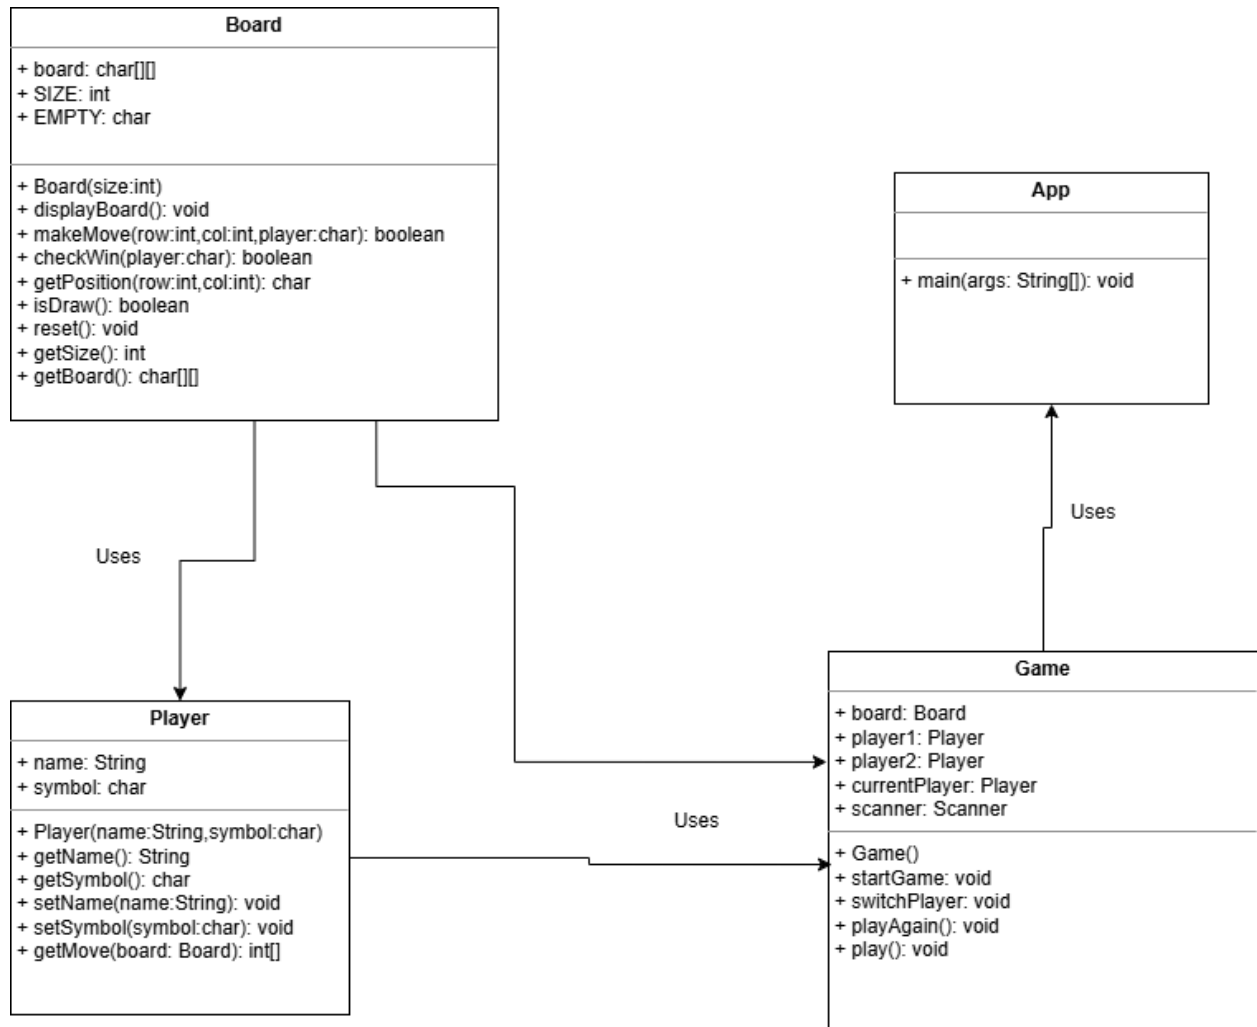 Board
+ board: char[][]
+ SIZE: int
+ EMPTY: char
+ Board(size:int)
+ displayBoard(): void
+ makeMove(row:int,col:int,player:char): boolean
+ checkWin(player:char): boolean
+ getPosition(row:int,col:int): char
+ isDraw(): boolean
+ reset(): void
+ getSize(): int
+ getBoard(): char[][]
App
+ main(args: String[]): void
Uses
Uses
Player
+ name: String
+ symbol: char
+ Player(name:String,symbol:char)
+ getName(): String
+ getSymbol(): char
+ setName(name:String): void
+ setSymbol(symbol:char): void
+ getMove(board: Board): int[]
Uses
Game
+ board: Board
+ player1: Player
+ player2: Player
+ currentPlayer: Player
+ scanner: Scanner
+ Game()
+ startGame: void
+ switchPlayer: void
+ playAgain(): void
+ play(): void